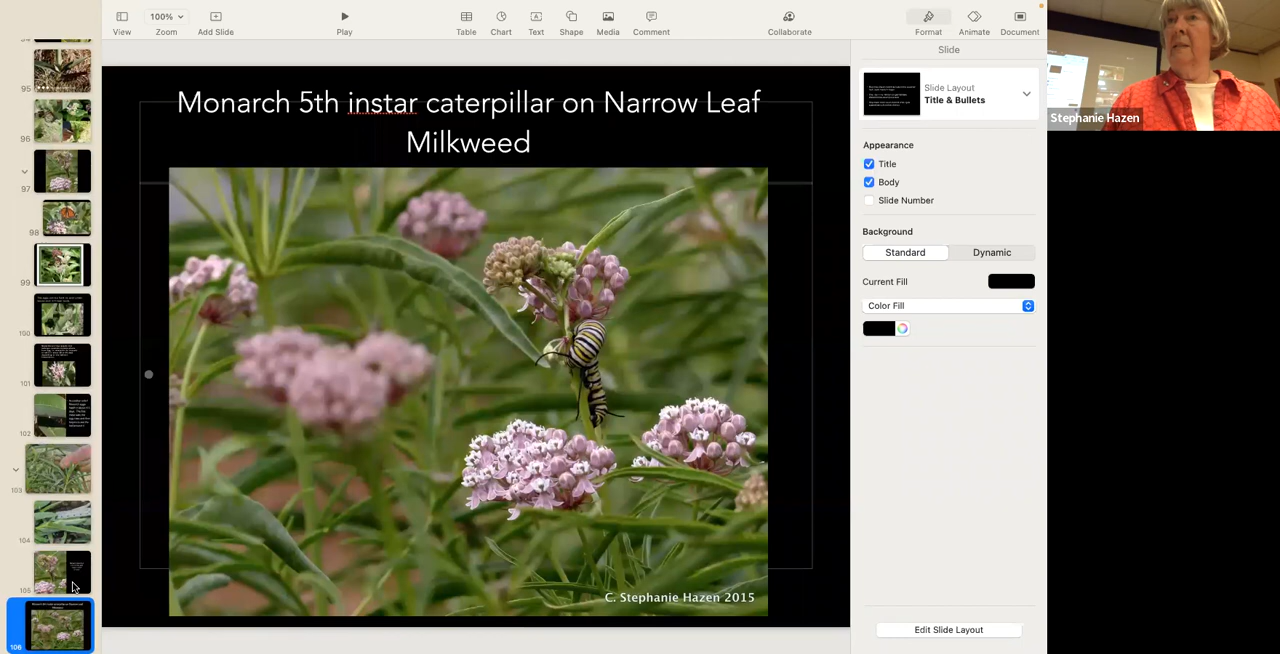 100%
View
Zoom
Add Slide
Play
Table
Chart
Text
Shape
Media
Comment
Collaborate
Format
Animate
Document
Slide
Slide Layout
Title & Bullets
Appearance
Title
Body
Slide Number
Background
Standard
Dynamic
Current Fill
Color Fill
Edit Slide Layout
95
96
97
98
99
100
101
102
103
104
105
106
Monarch 5th instar caterpillar on Narrow Leaf
Milkweed
C. Stephanie Hazen 2015
Stephanie Hazen